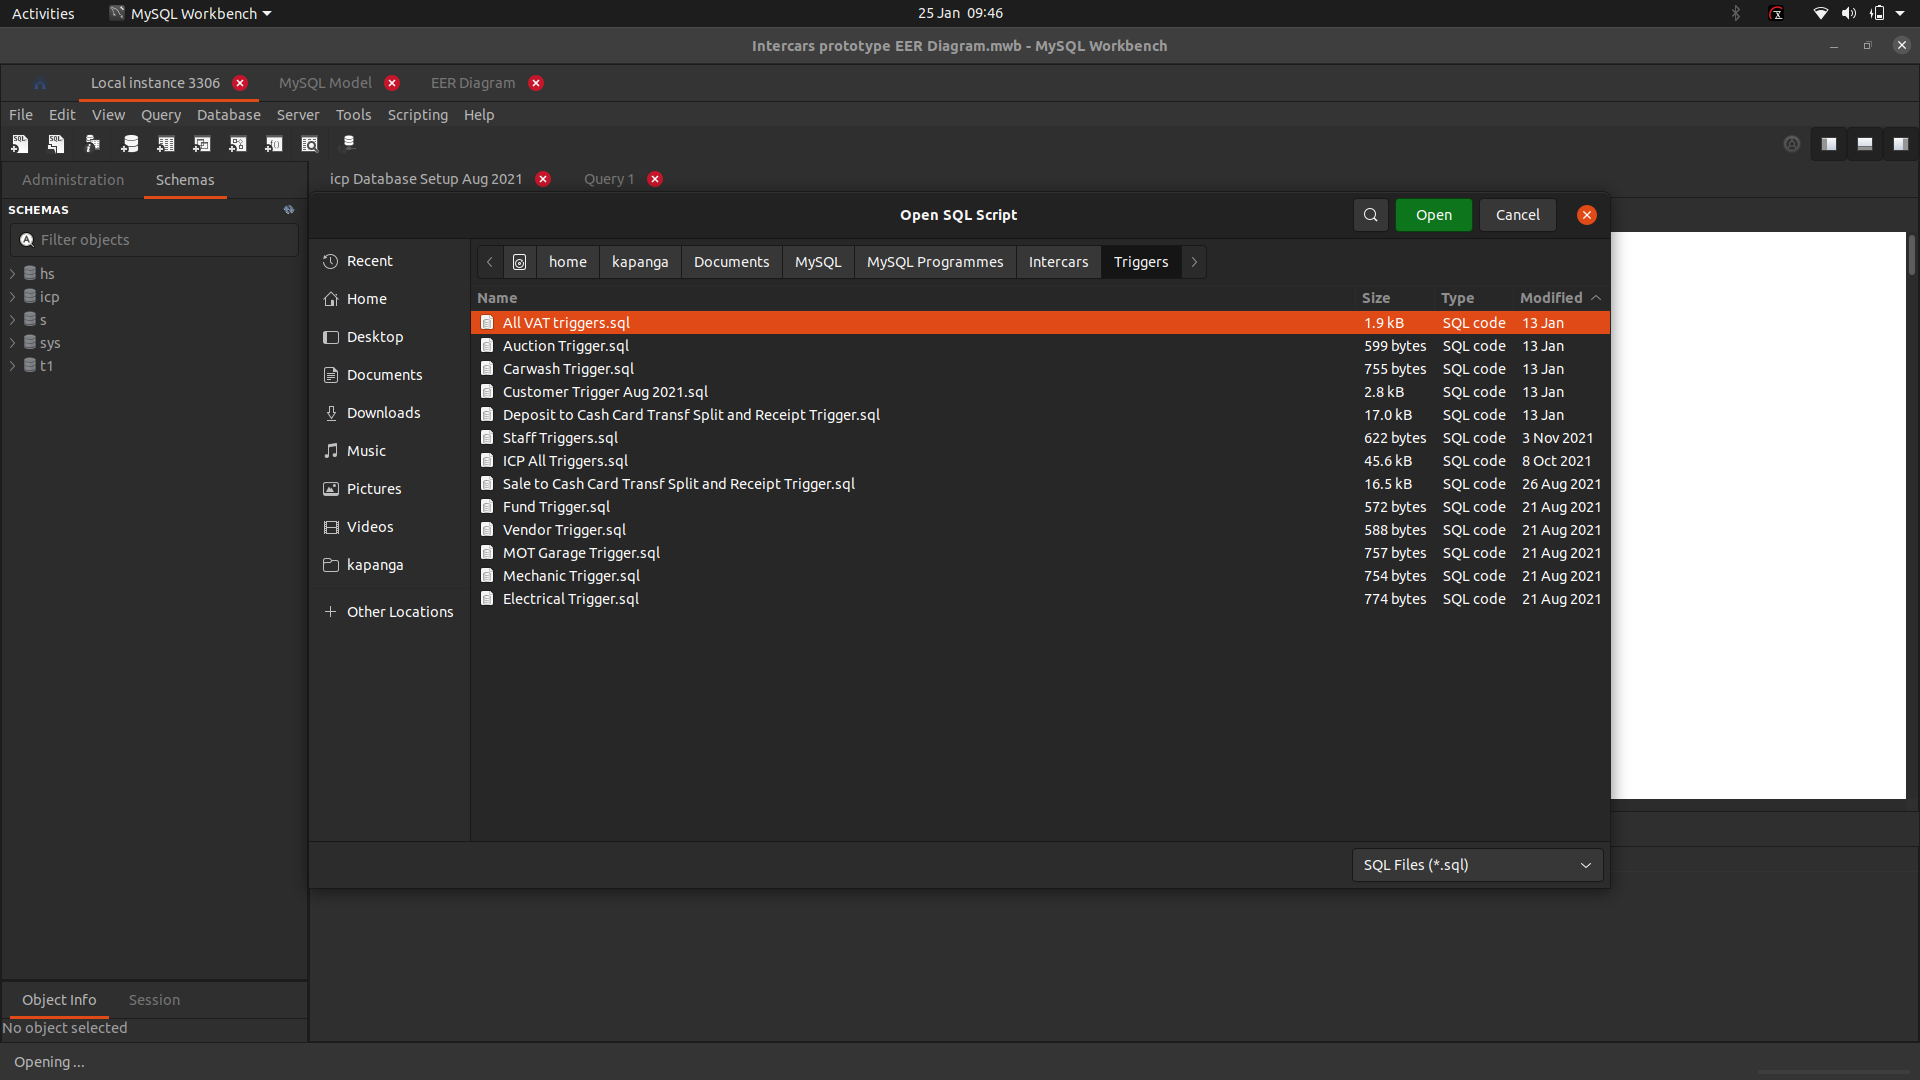 Activities MySQL Workbench 25 Jan 09:46
Intercars prototype EER Diagram.mwb - MySQL Workbench
Local instance 3306 MySQL Model EER Diagram
File Edit View Query Database Server Tools Scripting Help
Administration Schemas
icp Database Setup Aug 2021 Query 1
SCHEMAS
Filter objects
hs
icp
s
sys
t1
Open SQL Script Open Cancel
Recent
Home
Desktop
Documents
Downloads
Music
Pictures
Videos
kapanga
Other Locations
home kapanga Documents MySQL MySQL Programmes Intercars Triggers
Name Size Type Modified
All VAT triggers.sql 1.9 kB SQL code 13 Jan
Auction Trigger.sql 599 bytes SQL code 13 Jan
Carwash Trigger.sql 755 bytes SQL code 13 Jan
Customer Trigger Aug 2021.sql 2.8 kB SQL code 13 Jan
Deposit to Cash Card Transf Split and Receipt Trigger.sql 17.0 kB SQL code 13 Jan
Staff Triggers.sql 622 bytes SQL code 3 Nov 2021
ICP All Triggers.sql 45.6 kB SQL code 8 Oct 2021
Sale to Cash Card Transf Split and Receipt Trigger.sql 16.5 kB SQL code 26 Aug 2021
Fund Trigger.sql 572 bytes SQL code 21 Aug 2021
Vendor Trigger.sql 588 bytes SQL code 21 Aug 2021
MOT Garage Trigger.sql 757 bytes SQL code 21 Aug 2021
Mechanic Trigger.sql 754 bytes SQL code 21 Aug 2021
Electrical Trigger.sql 774 bytes SQL code 21 Aug 2021
SQL Files (*.sql)
Object Info Session
No object selected
Opening ...